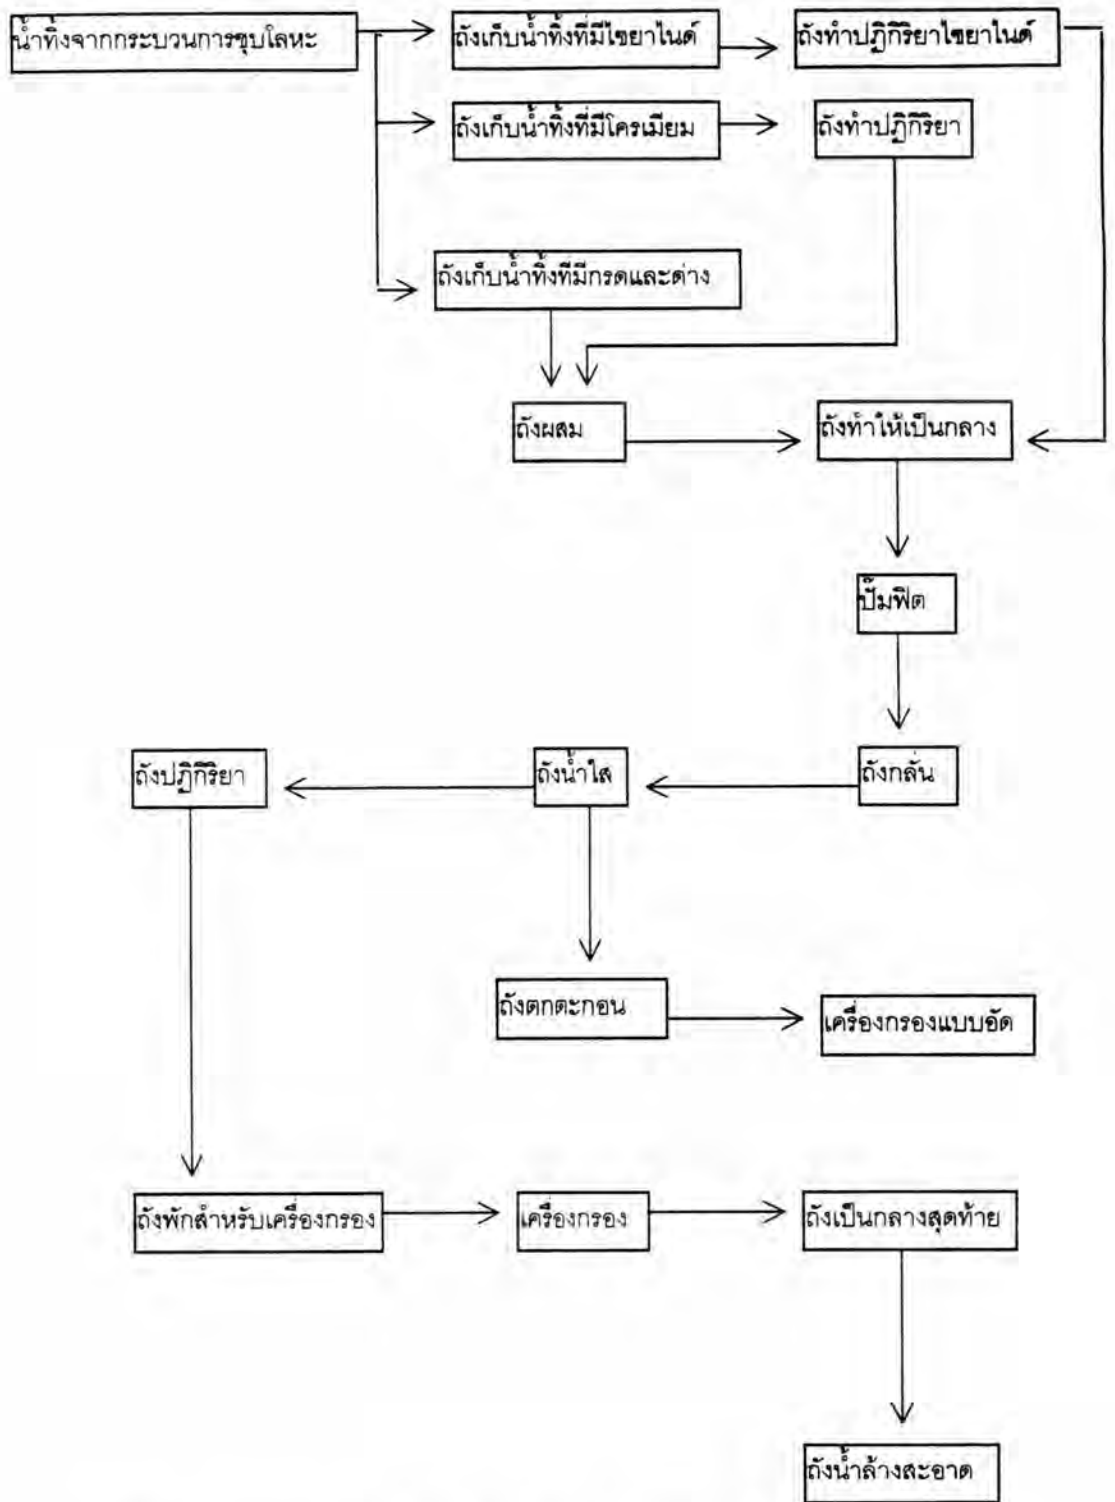 น้ำทิ้งจากกระบวนการชุบโลหะ
ถังเก็บน้ำทิ้งที่มีไซยาไนด์
ถังทำปฏิกิริยาไซยาไนด์
ถังเก็บน้ำทิ้งที่มีโครเมียม
ถังทำปฏิกิริยา
ถังเก็บน้ำทิ้งที่มีกรดและด่าง
ถังผสม
ถังทำให้เป็นกลาง
ปั๊มฟิต
ถังปฏิกิริยา
ถังน้ำใส
ถังกลั่น
ถังตกตะกอน
เครื่องกรองแบบอัด
ถังพักสำหรับเครื่องกรอง
เครื่องกรอง
ถังเป็นกลางสุดท้าย
ถังน้ำล้างสะอาด